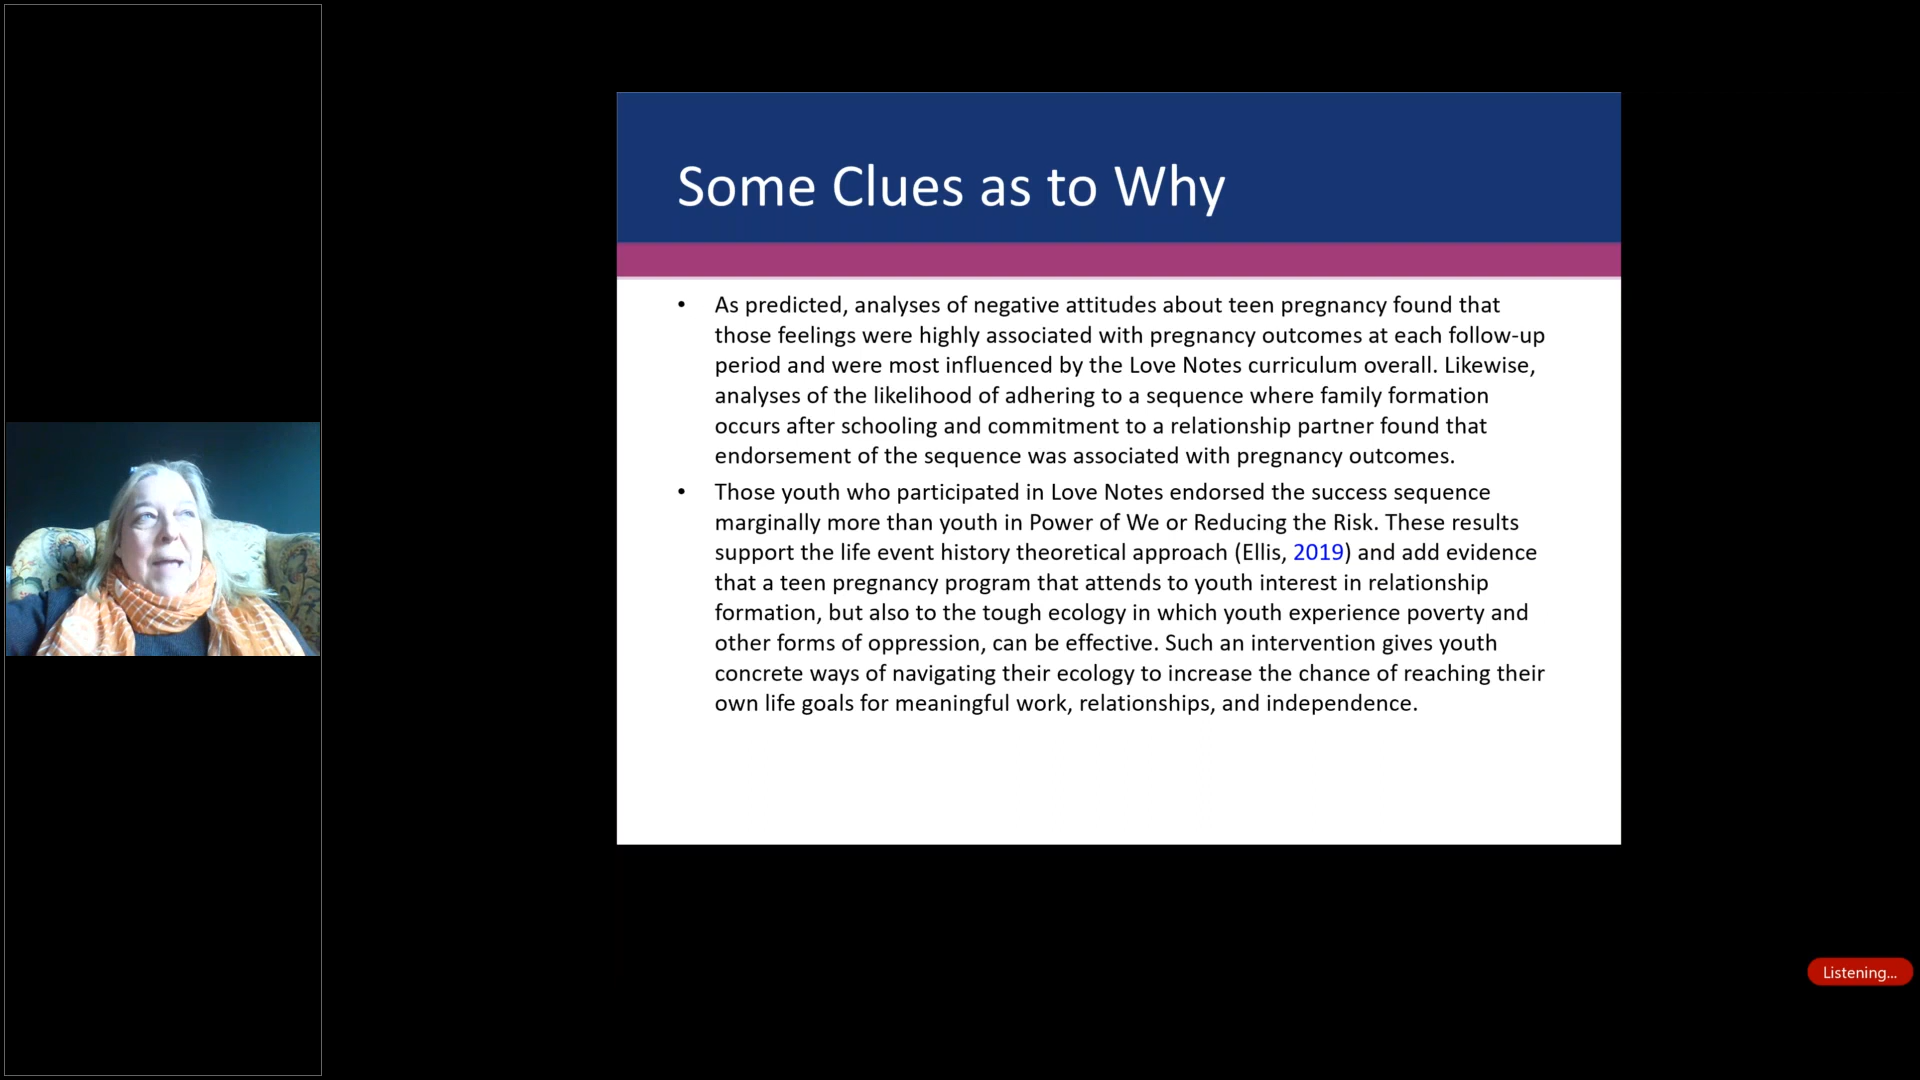 Some Clues as to Why
• As predicted, analyses of negative attitudes about teen pregnancy found that
those feelings were highly associated with pregnancy outcomes at each follow-up
period and were most influenced by the Love Notes curriculum overall. Likewise,
analyses of the likelihood of adhering to a sequence where family formation
occurs after schooling and commitment to a relationship partner found that
endorsement of the sequence was associated with pregnancy outcomes.
• Those youth who participated in Love Notes endorsed the success sequence
marginally more than youth in Power of We or Reducing the Risk. These results
support the life event history theoretical approach (Ellis, 2019) and add evidence
that a teen pregnancy program that attends to youth interest in relationship
formation, but also to the tough ecology in which youth experience poverty and
other forms of oppression, can be effective. Such an intervention gives youth
concrete ways of navigating their ecology to increase the chance of reaching their
own life goals for meaningful work, relationships, and independence.
Listening...